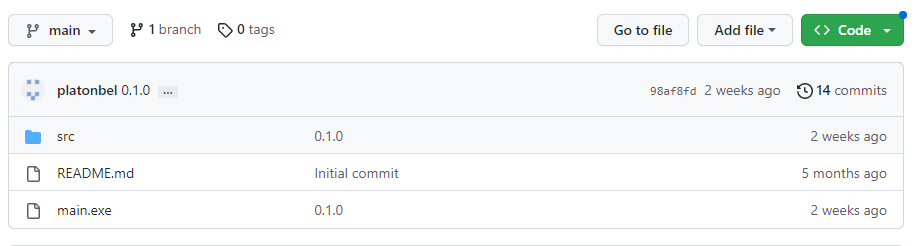 main 1 branch 0 tags Go to file Add file Code
platonbel 0.1.0 ... 98af8fd 2 weeks ago 14 commits
src 0.1.0 2 weeks ago
README.md Initial commit 5 months ago
main.exe 0.1.0 2 weeks ago